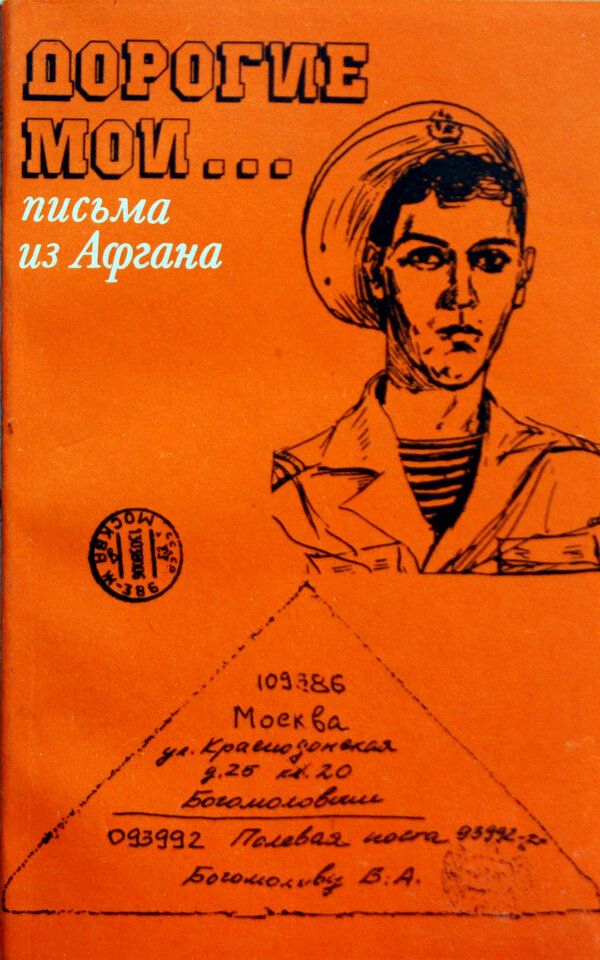 ДОРОГИЕ
МОИ...
письма
из Афгана
МОСКВА
Ж-386
109386
Москва
ул. Краснодонская
д.25 кв.20
Богомоловым
093992 Полевая почта 93992
Богомолову В.А.